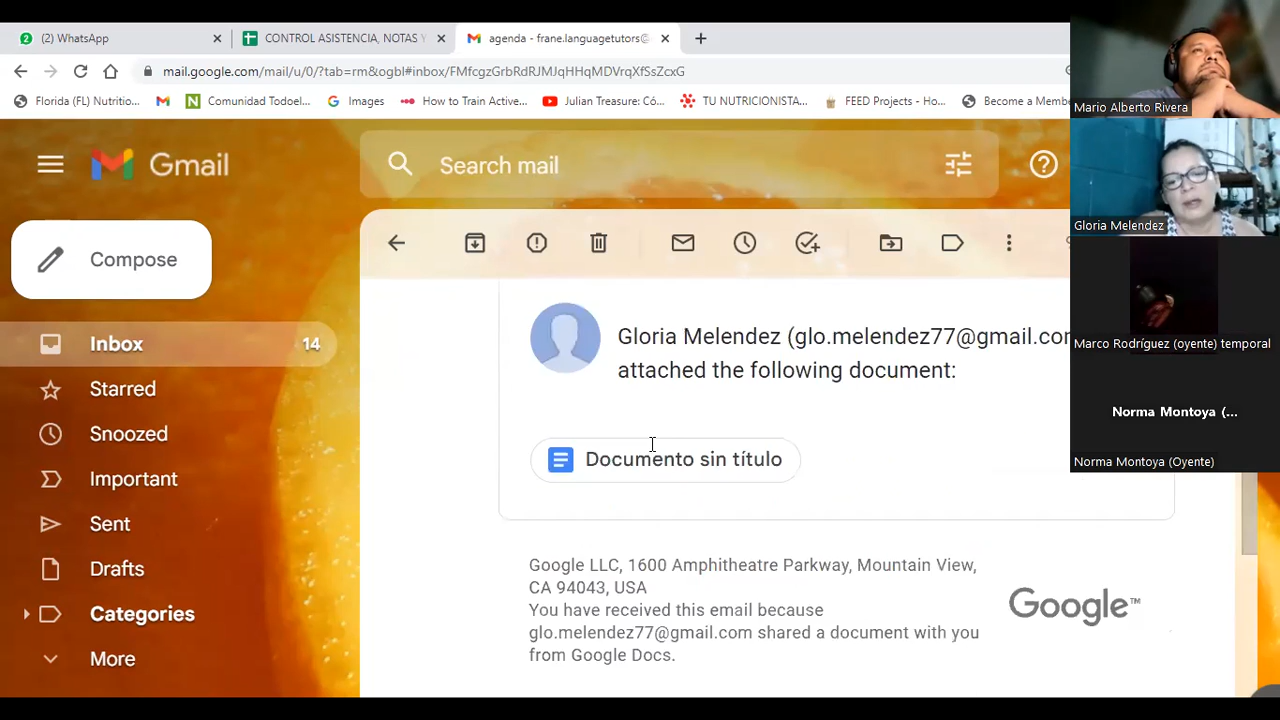 (2) WhatsApp
CONTROL ASISTENCIA, NOTAS Y
agenda - frane.languagetutors@
mail.google.com/mail/u/0/?tab=rm&ogbl#inbox/FMfcgzGrbRdRJMJqHHqMDVrqXfSsZcxG
Florida (FL) Nutritio...
Comunidad Todoel...
Images
How to Train Active...
Julian Treasure: Có...
TU NUTRICIONISTA...
FEED Projects - Ho...
Become a Membe
Mario Alberto Rivera
Gmail
Search mail
Gloria Melendez
Compose
Inbox 14
Starred
Snoozed
Important
Sent
Drafts
Categories
More
Gloria Melendez (glo.melendez77@gmail.com
attached the following document:
Documento sin título
Marco Rodríguez (oyente) temporal
Norma Montoya (...
Norma Montoya (Oyente)
Google LLC, 1600 Amphitheatre Parkway, Mountain View,
CA 94043, USA
You have received this email because
glo.melendez77@gmail.com shared a document with you
from Google Docs.
Google™